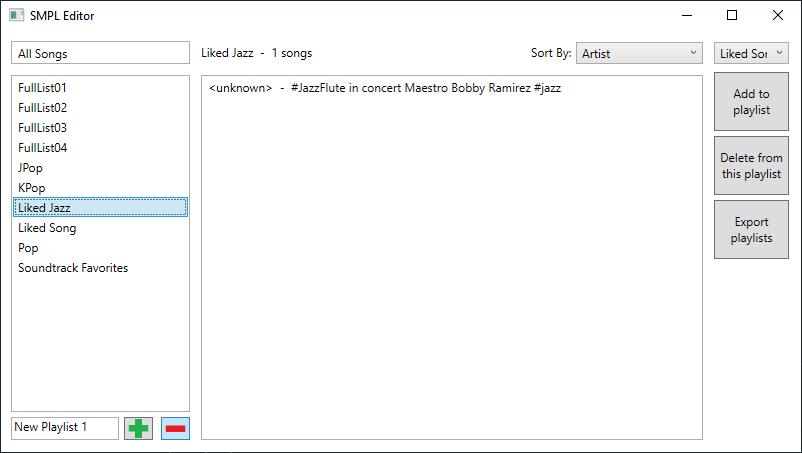 SMPL Editor
All Songs
Liked Jazz - 1 songs
Sort By:
Artist
Liked Sor
FullList01
FullList02
FullList03
FullList04
JPop
KPop
Liked Jazz
Liked Song
Pop
Soundtrack Favorites
<unknown> - #JazzFlute in concert Maestro Bobby Ramirez #jazz
Add to
playlist
Delete from
this playlist
Export
playlists
New Playlist 1